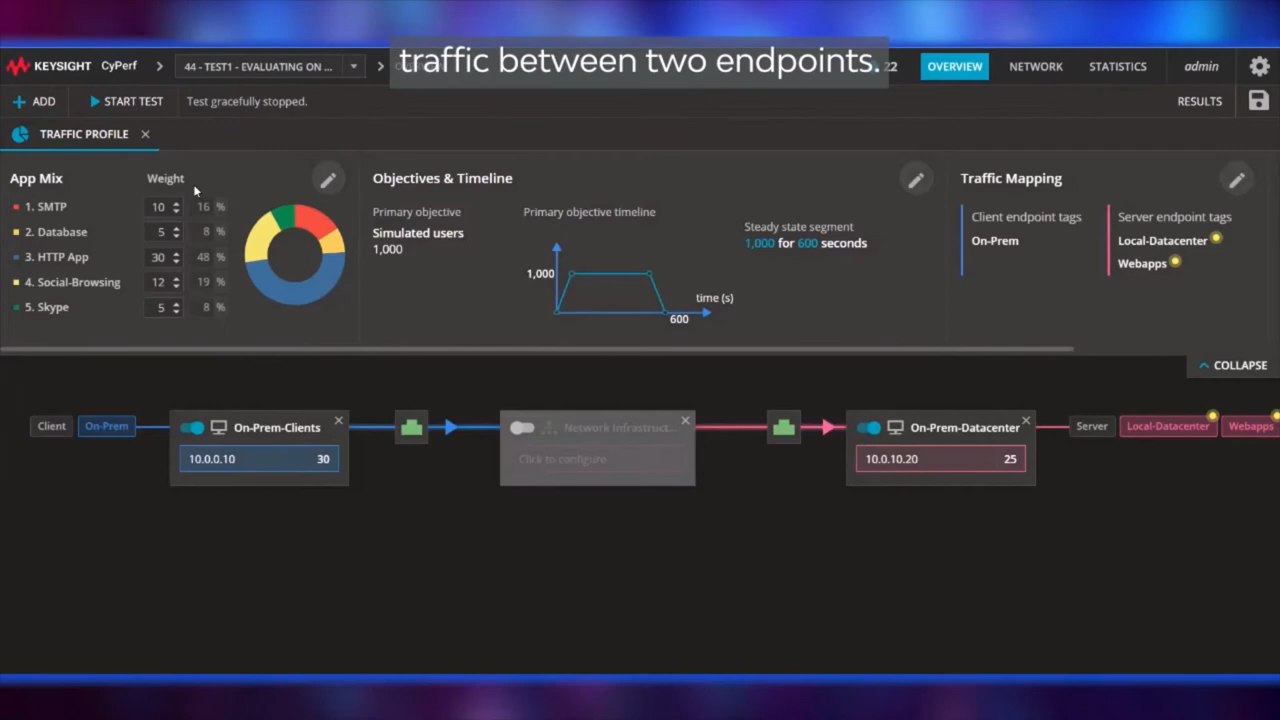 traffic between two endpoints.
KEYSIGHT CyPerf
44 - TEST1 - EVALUATING ON ...
22
OVERVIEW
NETWORK
STATISTICS
admin
ADD
START TEST
Test gracefully stopped.
RESULTS
TRAFFIC PROFILE
App Mix
Weight
1. SMTP 10 16 %
2. Database 5 8 %
3. HTTP App 30 48 %
4. Social-Browsing 12 19 %
5. Skype 5 8 %
Objectives & Timeline
Primary objective
Simulated users
1,000
Primary objective timeline
1,000
time (s)
600
Steady state segment
1,000 for 600 seconds
Traffic Mapping
Client endpoint tags
On-Prem
Server endpoint tags
Local-Datacenter
Webapps
COLLAPSE
Client
On-Prem
On-Prem-Clients
10.0.0.10 30
Network Infrastruct...
Click to configure
On-Prem-Datacenter
10.0.10.20 25
Server
Local-Datacenter
Webapps